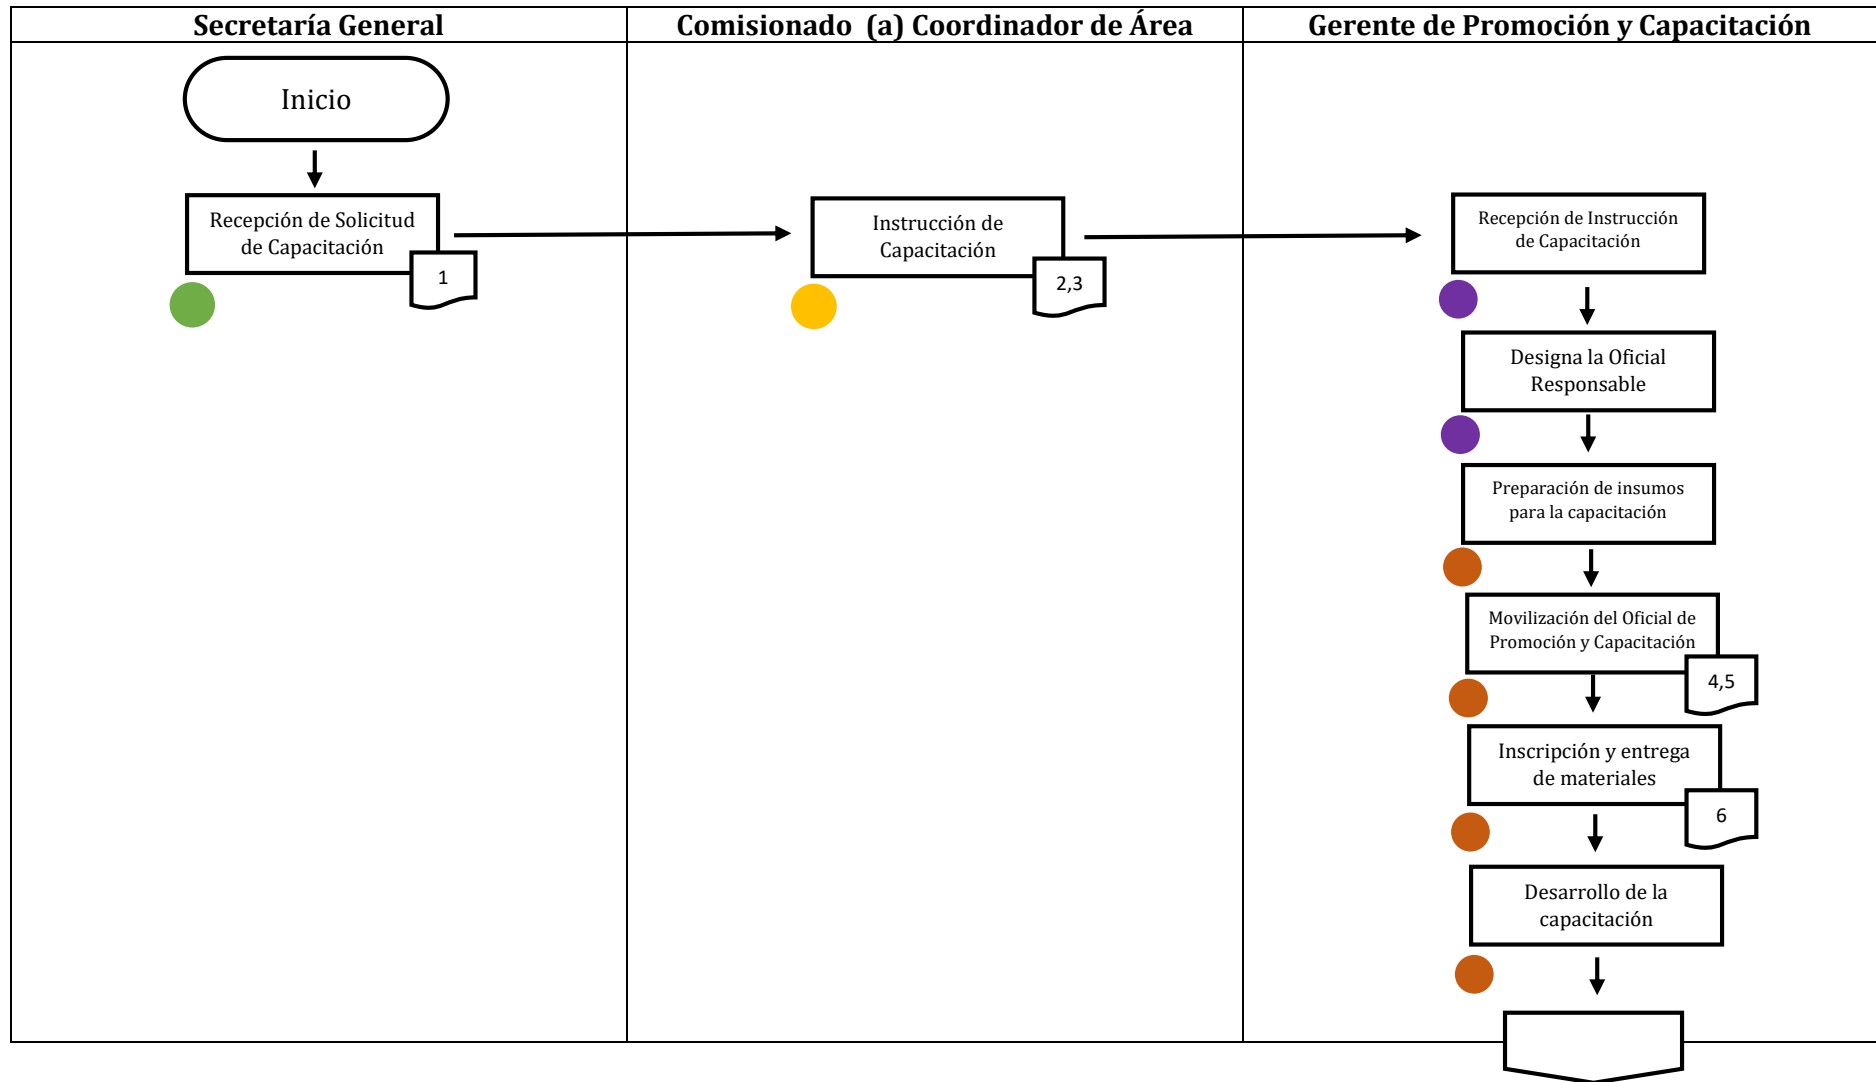 Secretaría General
Comisionado (a) Coordinador de Área
Gerente de Promoción y Capacitación
Inicio
Recepción de Solicitud
de Capacitación
1
Instrucción de
Capacitación
2,3
Recepción de Instrucción
de Capacitación
Designa la Oficial
Responsable
Preparación de insumos
para la capacitación
Movilización del Oficial de
Promoción y Capacitación
4,5
Inscripción y entrega
de materiales
6
Desarrollo de la
capacitación